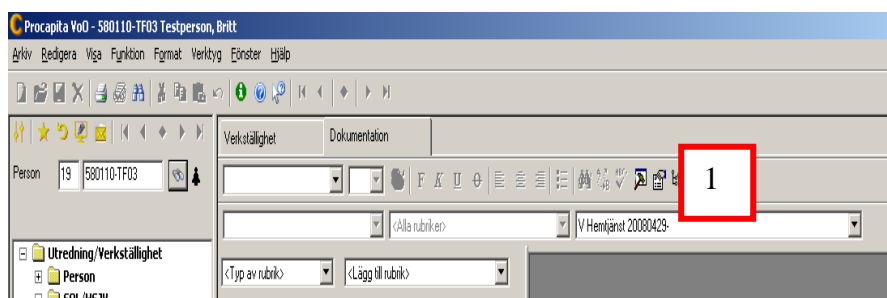 Procapita VoO - 580110-TF03 Testperson, Britt
Arkiv Redigera Visa Funktion Format Verktyg Fönster Hjälp
Verkställighet Dokumentation
Person 19 580110-TF03
F K U
1
<Alla rubriker> V Hemtjänst 20080429-
Utredning/Verkställighet
<Typ av rubrik> <Lägg till rubrik>
Person